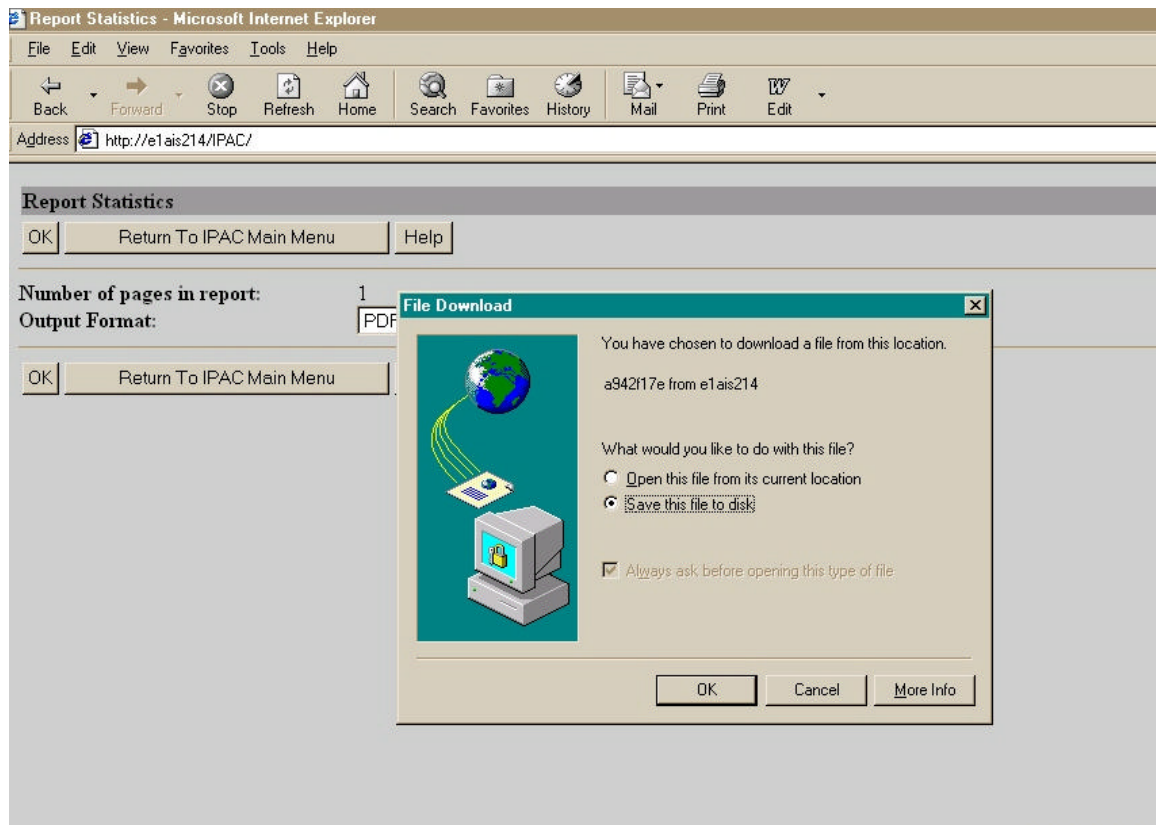 Report Statistics - Microsoft Internet Explorer
File Edit View Favorites Tools Help
Back Forward Stop Refresh Home Search Favorites History Mail Print Edit
Address http://e1ais214/IPAC/
Report Statistics
OK Return To IPAC Main Menu Help
Number of pages in report: 1
Output Format: PDF
OK Return To IPAC Main Menu
File Download
You have chosen to download a file from this location.
a942f17e from e1ais214
What would you like to do with this file?
Open this file from its current location
Save this file to disk
Always ask before opening this type of file
OK Cancel More Info